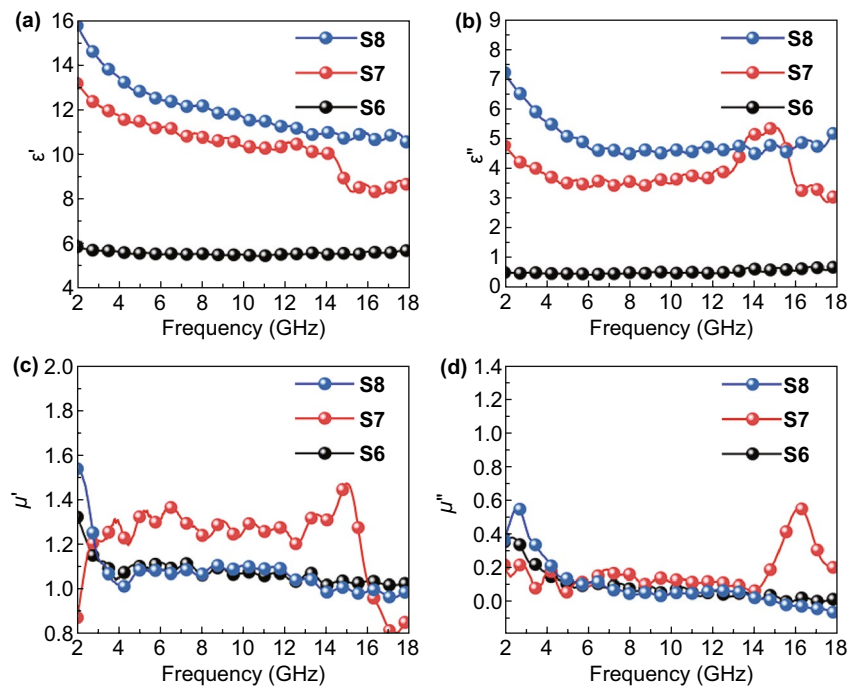 (a)
16
14
12
10
8
6
4
ε'
S8
S7
S6
2 4 6 8 10 12 14 16 18
Frequency (GHz)
(b)
9
8
7
6
5
4
3
2
1
0
ε"
S8
S7
S6
2 4 6 8 10 12 14 16 18
Frequency (GHz)
(c)
2.0
1.8
1.6
1.4
1.2
1.0
0.8
μ'
S8
S7
S6
2 4 6 8 10 12 14 16 18
Frequency (GHz)
(d)
1.4
1.2
1.0
0.8
0.6
0.4
0.2
0.0
μ"
S8
S7
S6
2 4 6 8 10 12 14 16 18
Frequency (GHz)